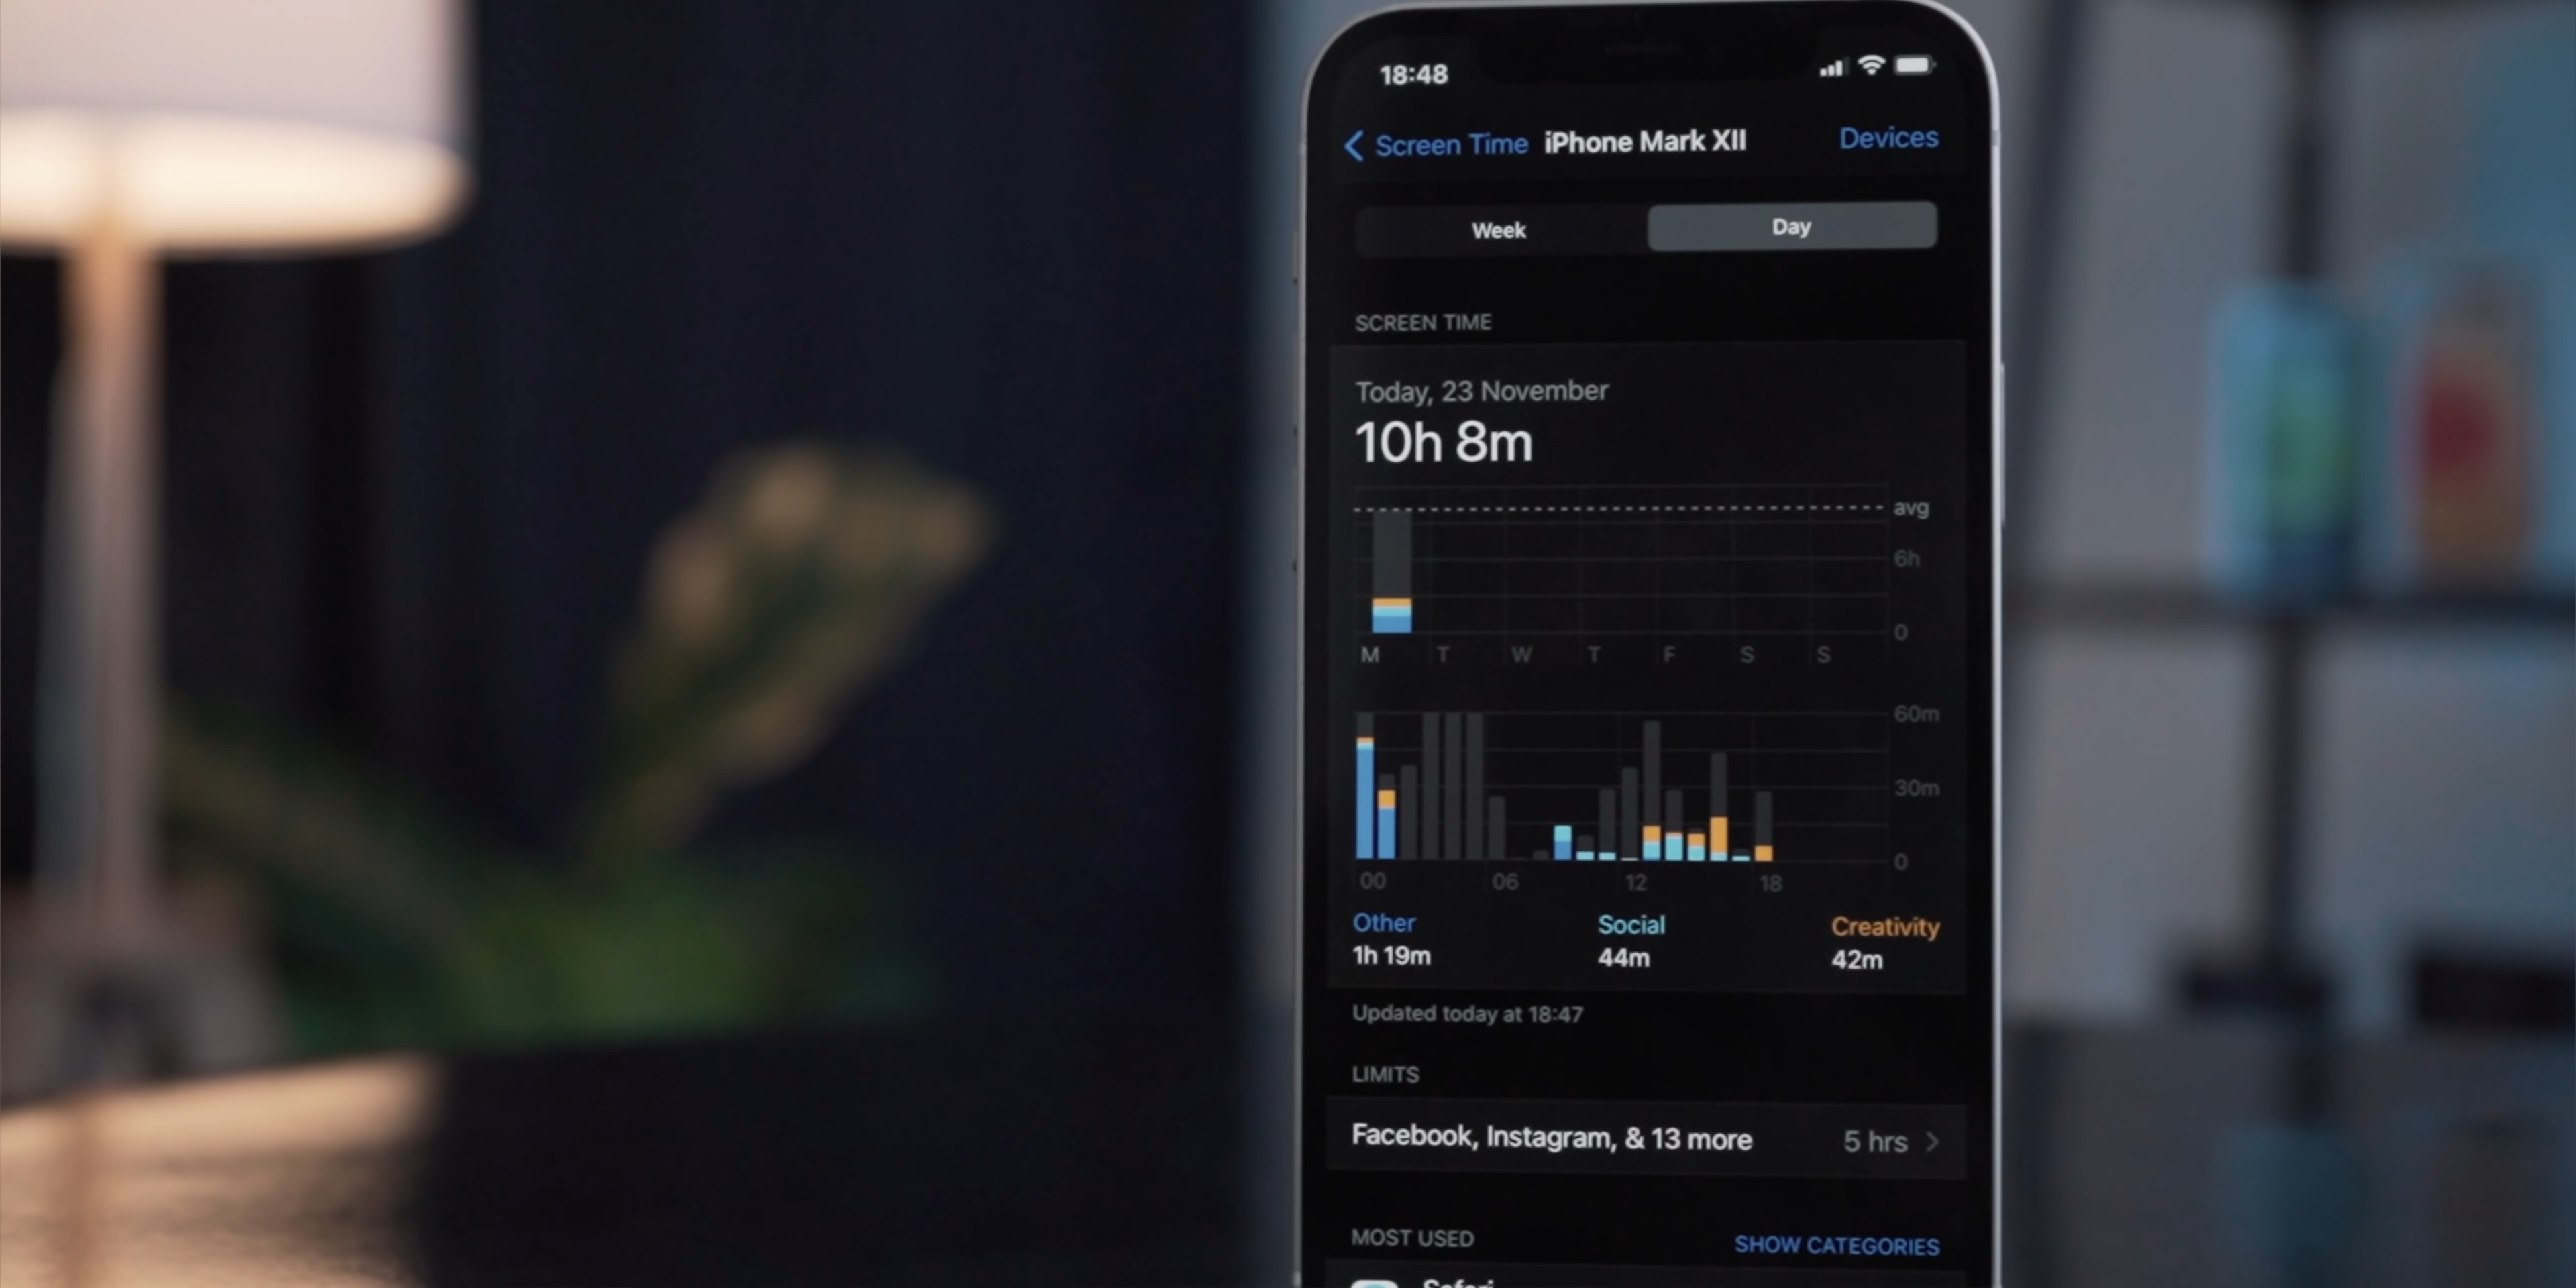 18:48
Screen Time iPhone Mark XII Devices
Week Day
SCREEN TIME
Today, 23 November
10h 8m
avg
6h
0
M T W T F S S
60m
30m
0
00 06 12 18
Other Social Creativity
1h 19m 44m 42m
Updated today at 18:47
LIMITS
Facebook, Instagram, & 13 more 5 hrs
MOST USED SHOW CATEGORIES
Safari